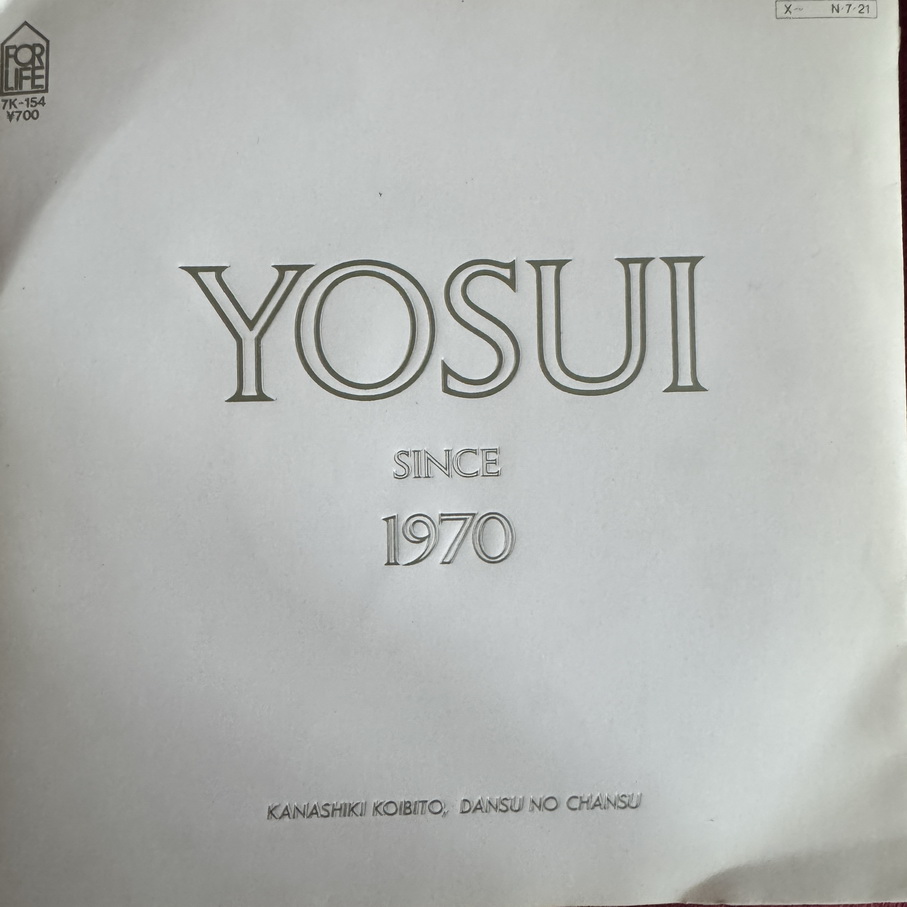 FOR
LIFE
7K-154
¥700
X~ N·7·21
YOSUI
SINCE
1970
KANASHIKI KOIBITO, DANSU NO CHANSU